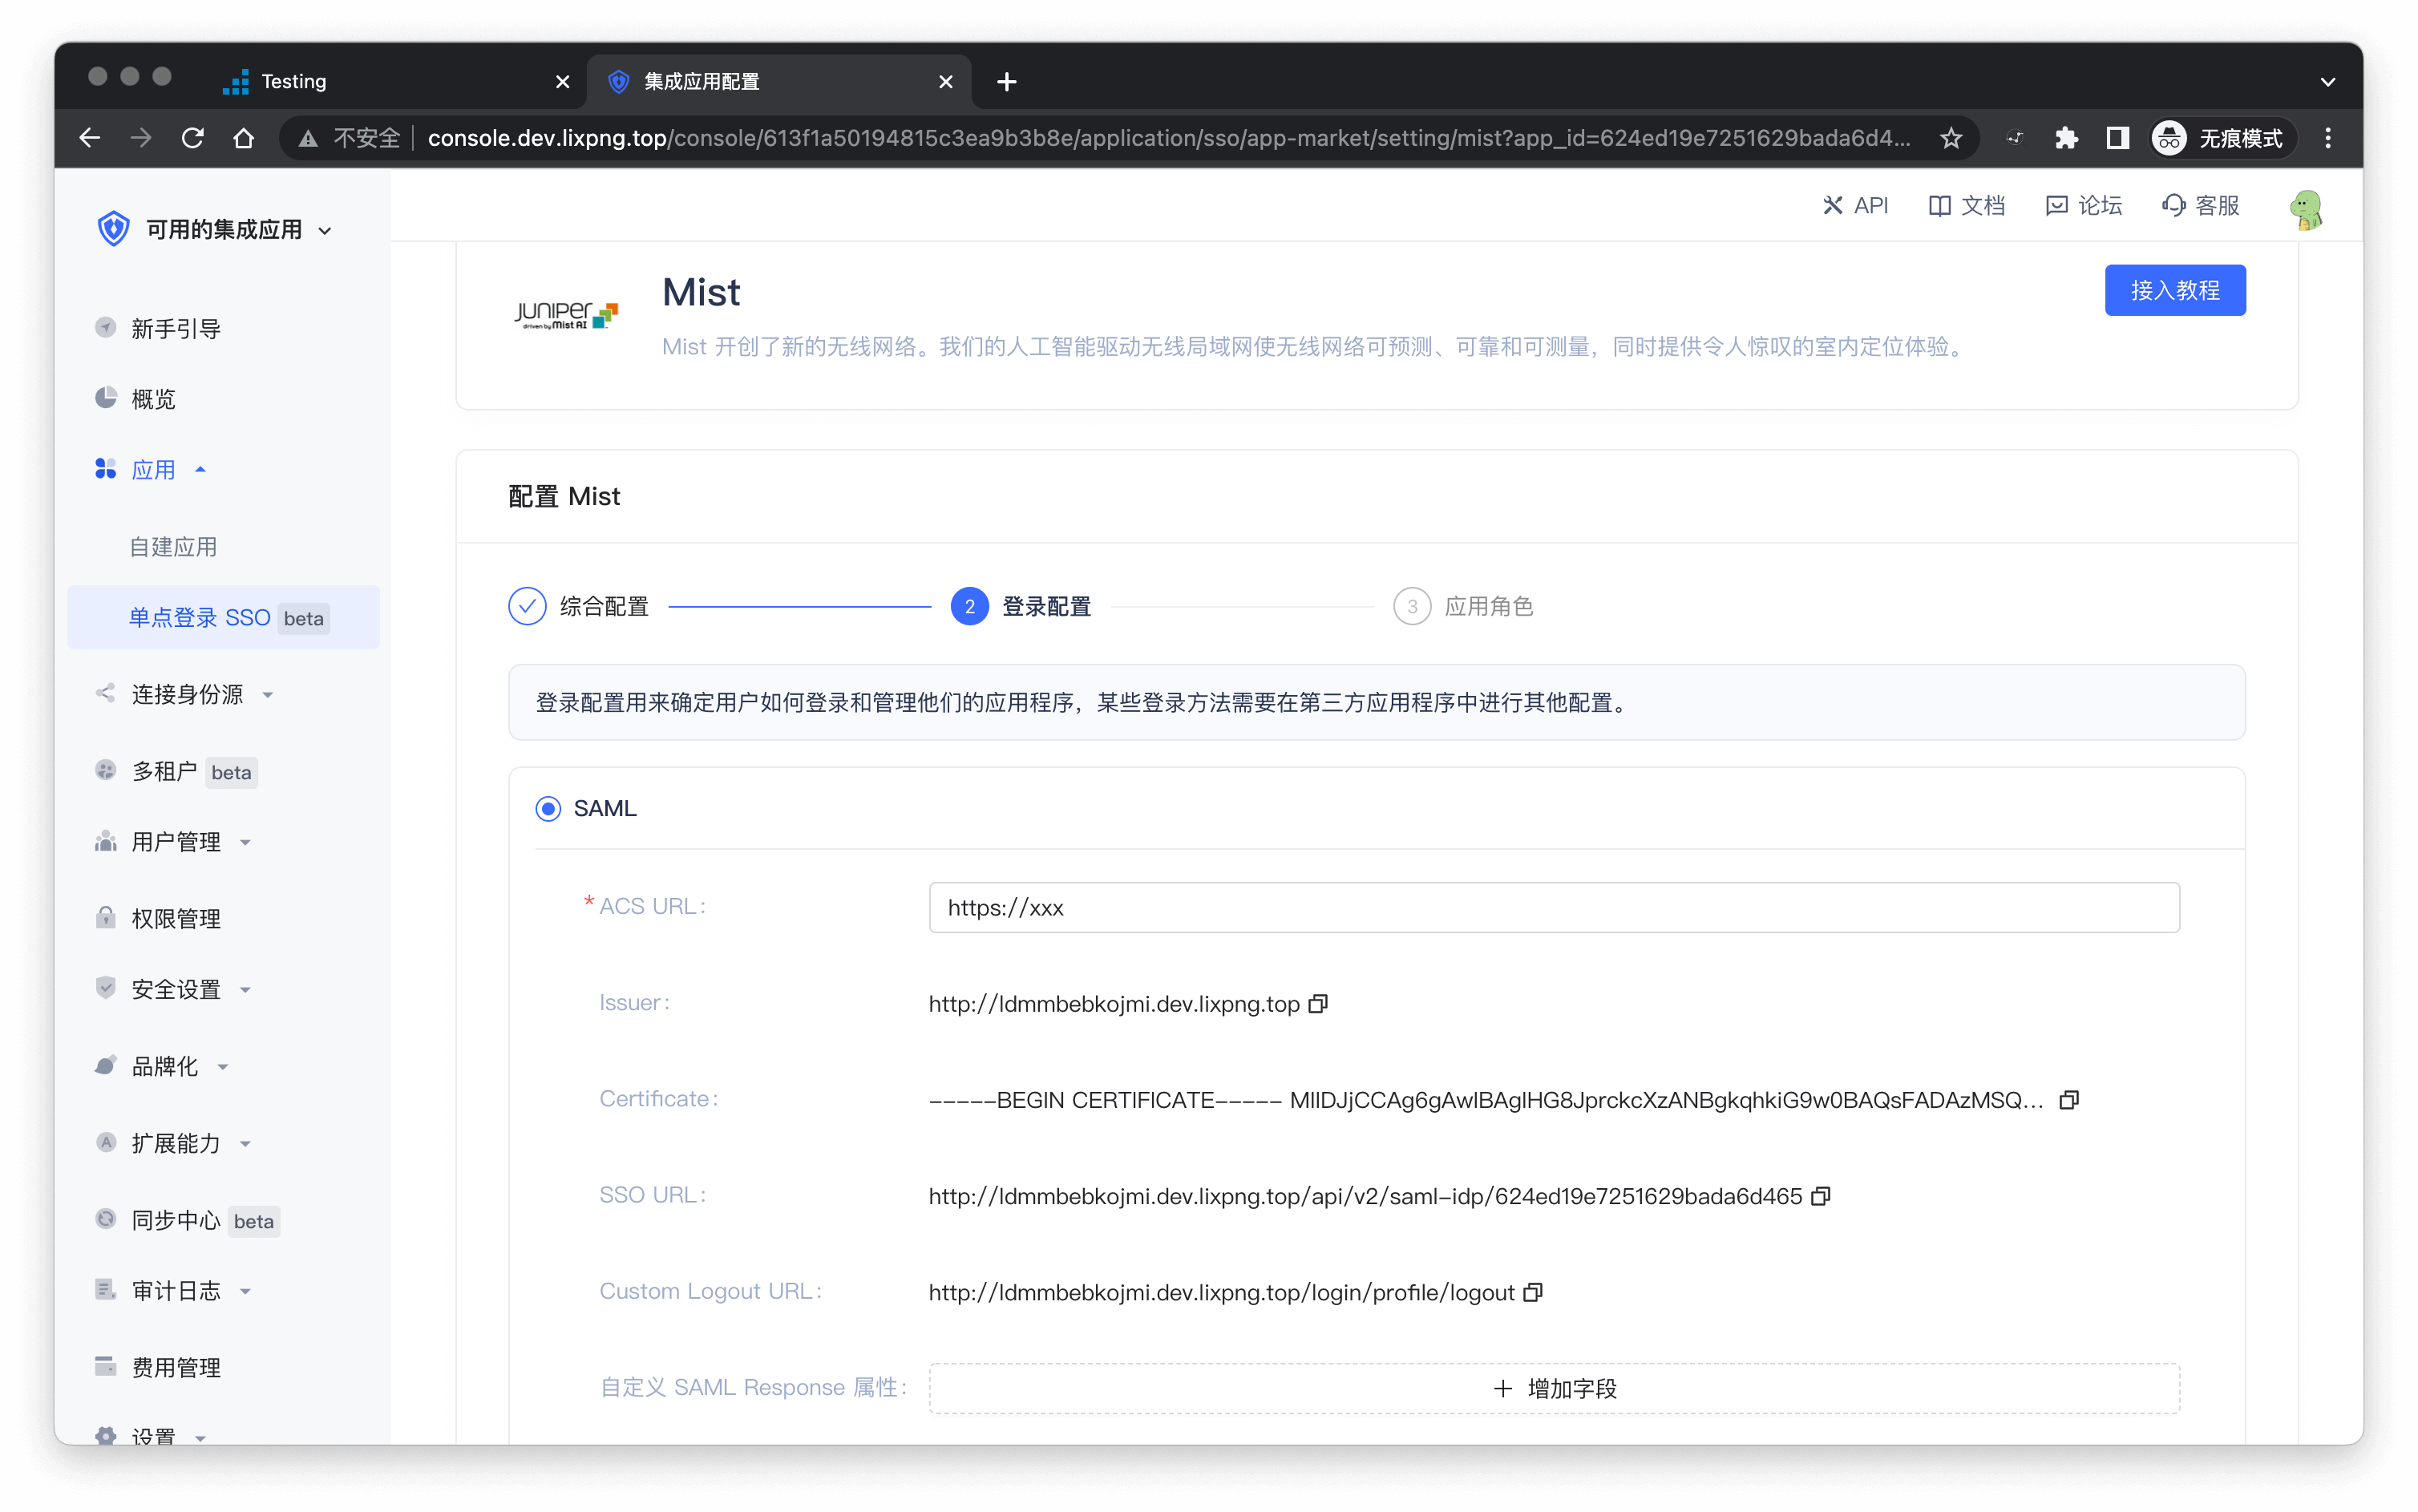 Testing
集成应用配置
不安全
console.dev.lixpng.top/console/613f1a50194815c3ea9b3b8e/application/sso/app-market/setting/mist?app_id=624ed19e7251629bada6d4...
无痕模式
可用的集成应用
API
文档
论坛
客服
新手引导
概览
应用
自建应用
单点登录 SSO beta
连接身份源
多租户 beta
用户管理
权限管理
安全设置
品牌化
扩展能力
同步中心 beta
审计日志
费用管理
设置
JUNIPER
driven by Mist AI
Mist
接入教程
Mist 开创了新的无线网络。我们的人工智能驱动无线局域网使无线网络可预测、可靠和可测量，同时提供令人惊叹的室内定位体验。
配置 Mist
综合配置
2 登录配置
3 应用角色
登录配置用来确定用户如何登录和管理他们的应用程序，某些登录方法需要在第三方应用程序中进行其他配置。
SAML
* ACS URL: https://xxx
Issuer: http://ldmmbebkojmi.dev.lixpng.top
Certificate: -----BEGIN CERTIFICATE----- MIIDJjCCAg6gAwIBAgIHG8JprckcXzANBgkqhkiG9w0BAQsFADAzMSQ...
SSO URL: http://ldmmbebkojmi.dev.lixpng.top/api/v2/saml-idp/624ed19e7251629bada6d465
Custom Logout URL: http://ldmmbebkojmi.dev.lixpng.top/login/profile/logout
自定义 SAML Response 属性: + 增加字段